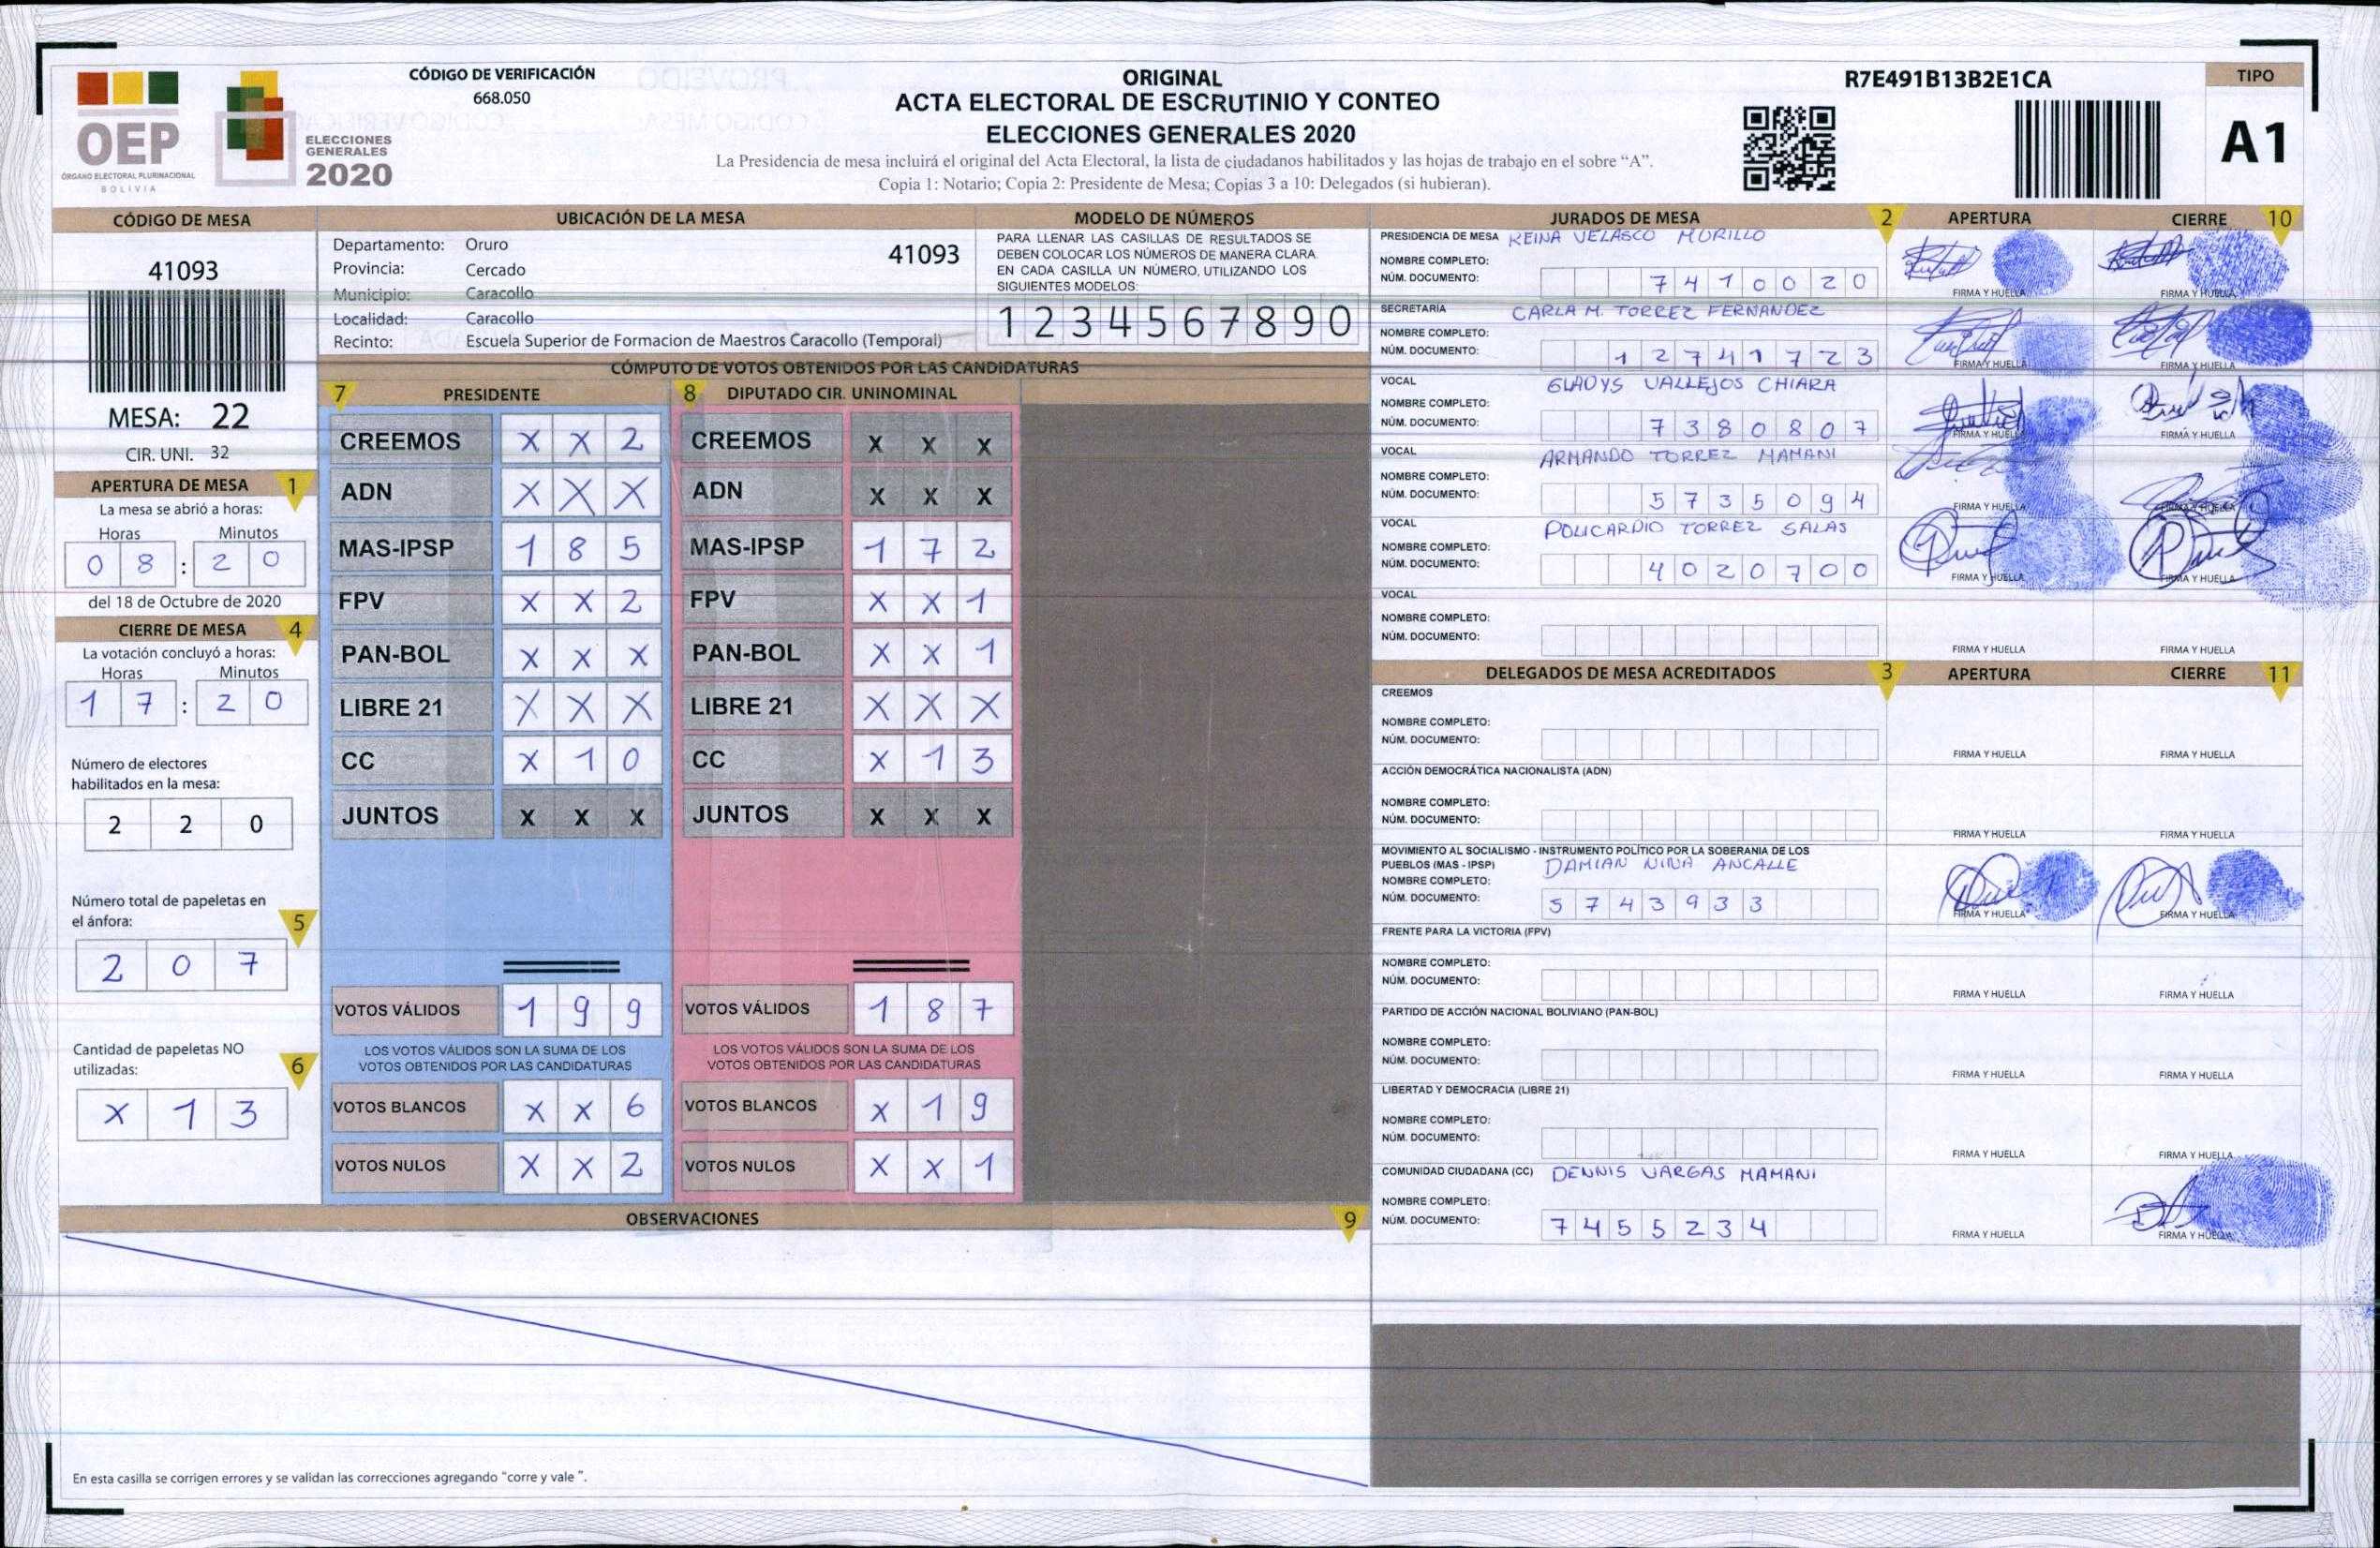 OEP
ÓRGANO ELECTORAL PLURINACIONAL
BOLIVIA
ELECCIONES
GENERALES
2020
CÓDIGO DE VERIFICACIÓN
668.050
ORIGINAL
ACTA ELECTORAL DE ESCRUTINIO Y CONTEO
ELECCIONES GENERALES 2020
La Presidencia de mesa incluirá el original del Acta Electoral, la lista de ciudadanos habilitados y las hojas de trabajo en el sobre “A”.
Copia 1: Notario; Copia 2: Presidente de Mesa; Copias 3 a 10: Delegados (si hubieran).
R7E491B13B2E1CA
TIPO
A1
CÓDIGO DE MESA
41093
MESA: 22
CIR. UNI. 32
APERTURA DE MESA 1
La mesa se abrió a horas:
Horas Minutos
0 8 : 2 0
del 18 de Octubre de 2020
CIERRE DE MESA 4
La votación concluyó a horas:
Horas Minutos
1 7 : 2 0
Número de electores
habilitados en la mesa:
2 2 0
Número total de papeletas en
el ánfora: 5
2 0 7
Cantidad de papeletas NO
utilizadas: 6
X 1 3
UBICACIÓN DE LA MESA
Departamento: Oruro 41093
Provincia: Cercado
Municipio: Caracollo
Localidad: Caracollo
Recinto: Escuela Superior de Formacion de Maestros Caracollo (Temporal)
MODELO DE NÚMEROS
PARA LLENAR LAS CASILLAS DE RESULTADOS SE
DEBEN COLOCAR LOS NÚMEROS DE MANERA CLARA
EN CADA CASILLA UN NÚMERO, UTILIZANDO LOS
SIGUIENTES MODELOS:
1 2 3 4 5 6 7 8 9 0
CÓMPUTO DE VOTOS OBTENIDOS POR LAS CANDIDATURAS
7 PRESIDENTE 8 DIPUTADO CIR. UNINOMINAL
CREEMOS X X 2 CREEMOS X X X
ADN X X X ADN X X X
MAS-IPSP 1 8 5 MAS-IPSP 1 7 2
FPV X X 2 FPV X X 1
PAN-BOL X X X PAN-BOL X X 1
LIBRE 21 X X X LIBRE 21 X X X
CC X 1 0 CC X 1 3
JUNTOS X X X JUNTOS X X X
VOTOS VÁLIDOS 1 9 9 VOTOS VÁLIDOS 1 8 7
LOS VOTOS VÁLIDOS SON LA SUMA DE LOS LOS VOTOS VÁLIDOS SON LA SUMA DE LOS
VOTOS OBTENIDOS POR LAS CANDIDATURAS VOTOS OBTENIDOS POR LAS CANDIDATURAS
VOTOS BLANCOS X X 6 VOTOS BLANCOS X 1 9
VOTOS NULOS X X 2 VOTOS NULOS X X 1
OBSERVACIONES 9
En esta casilla se corrigen errores y se validan las correcciones agregando “corre y vale ”.
JURADOS DE MESA 2 APERTURA CIERRE 10
PRESIDENCIA DE MESA REINA VELASCO MURILLO
NOMBRE COMPLETO:
NÚM. DOCUMENTO: 7 4 1 0 0 2 0
FIRMA Y HUELLA FIRMA Y HUELLA
SECRETARÍA CARLA M. TORREZ FERNANDEZ
NOMBRE COMPLETO:
NÚM. DOCUMENTO: 1 2 7 4 1 7 2 3
FIRMA Y HUELLA FIRMA Y HUELLA
VOCAL GLADYS VALLEJOS CHIARA
NOMBRE COMPLETO:
NÚM. DOCUMENTO: 7 3 8 0 8 0 7
FIRMA Y HUELLA FIRMA Y HUELLA
VOCAL ARMANDO TORREZ MAMANI
NOMBRE COMPLETO:
NÚM. DOCUMENTO: 5 7 3 5 0 9 4
FIRMA Y HUELLA FIRMA Y HUELLA
VOCAL POLICARDIO TORREZ SALAS
NOMBRE COMPLETO:
NÚM. DOCUMENTO: 4 0 2 0 7 0 0
FIRMA Y HUELLA FIRMA Y HUELLA
VOCAL
NOMBRE COMPLETO:
NÚM. DOCUMENTO:
FIRMA Y HUELLA FIRMA Y HUELLA
DELEGADOS DE MESA ACREDITADOS 3 APERTURA CIERRE 11
CREEMOS
NOMBRE COMPLETO:
NÚM. DOCUMENTO:
FIRMA Y HUELLA FIRMA Y HUELLA
ACCIÓN DEMOCRÁTICA NACIONALISTA (ADN)
NOMBRE COMPLETO:
NÚM. DOCUMENTO:
FIRMA Y HUELLA FIRMA Y HUELLA
MOVIMIENTO AL SOCIALISMO - INSTRUMENTO POLÍTICO POR LA SOBERANIA DE LOS
PUEBLOS (MAS - IPSP) DAMIAN NINA ANCALLE
NOMBRE COMPLETO:
NÚM. DOCUMENTO: 5 7 4 3 9 3 3
FIRMA Y HUELLA FIRMA Y HUELLA
FRENTE PARA LA VICTORIA (FPV)
NOMBRE COMPLETO:
NÚM. DOCUMENTO:
FIRMA Y HUELLA FIRMA Y HUELLA
PARTIDO DE ACCIÓN NACIONAL BOLIVIANO (PAN-BOL)
NOMBRE COMPLETO:
NÚM. DOCUMENTO:
FIRMA Y HUELLA FIRMA Y HUELLA
LIBERTAD Y DEMOCRACIA (LIBRE 21)
NOMBRE COMPLETO:
NÚM. DOCUMENTO:
FIRMA Y HUELLA FIRMA Y HUELLA
COMUNIDAD CIUDADANA (CC) DENNIS VARGAS MAMANI
NOMBRE COMPLETO:
NÚM. DOCUMENTO: 7 4 5 5 2 3 4
FIRMA Y HUELLA FIRMA Y HUELLA